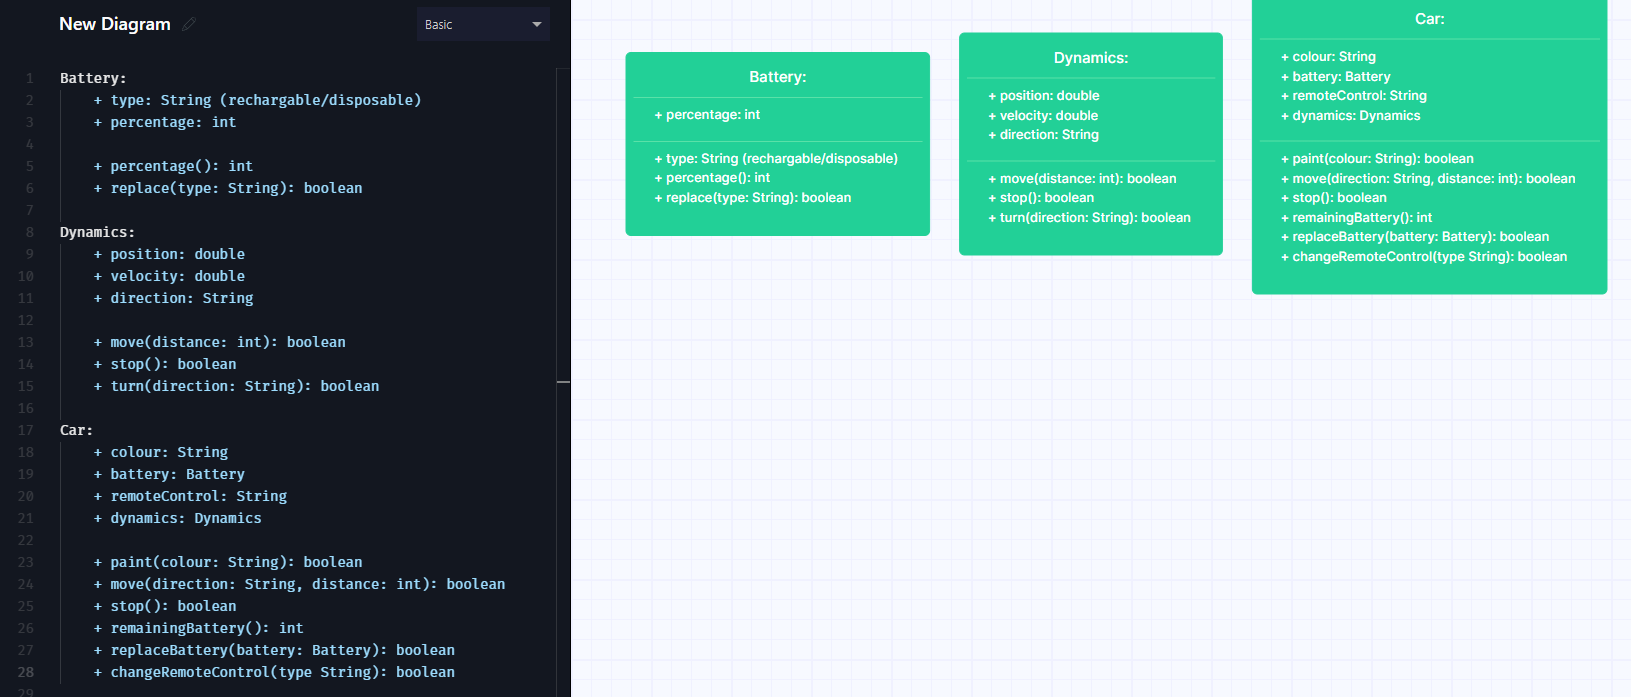 New Diagram
Basic
1 Battery:
2 + type: String (rechargable/disposable)
3 + percentage: int
4
5 + percentage(): int
6 + replace(type: String): boolean
7
8 Dynamics:
9 + position: double
10 + velocity: double
11 + direction: String
12
13 + move(distance: int): boolean
14 + stop(): boolean
15 + turn(direction: String): boolean
16
17 Car:
18 + colour: String
19 + battery: Battery
20 + remoteControl: String
21 + dynamics: Dynamics
22
23 + paint(colour: String): boolean
24 + move(direction: String, distance: int): boolean
25 + stop(): boolean
26 + remainingBattery(): int
27 + replaceBattery(battery: Battery): boolean
28 + changeRemoteControl(type String): boolean
29
Battery:
+ percentage: int
+ type: String (rechargable/disposable)
+ percentage(): int
+ replace(type: String): boolean
Dynamics:
+ position: double
+ velocity: double
+ direction: String
+ move(distance: int): boolean
+ stop(): boolean
+ turn(direction: String): boolean
Car:
+ colour: String
+ battery: Battery
+ remoteControl: String
+ dynamics: Dynamics
+ paint(colour: String): boolean
+ move(direction: String, distance: int): boolean
+ stop(): boolean
+ remainingBattery(): int
+ replaceBattery(battery: Battery): boolean
+ changeRemoteControl(type String): boolean